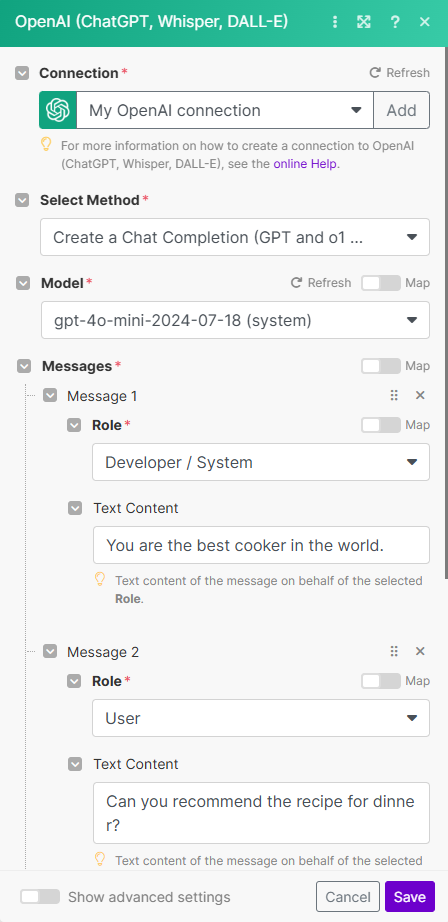 OpenAI (ChatGPT, Whisper, DALL-E)
Connection*
Refresh
My OpenAI connection
Add
For more information on how to create a connection to OpenAI
(ChatGPT, Whisper, DALL-E), see the online Help.
Select Method*
Create a Chat Completion (GPT and o1 ...
Model*
Refresh
Map
gpt-4o-mini-2024-07-18 (system)
Messages*
Map
Message 1
Role*
Map
Developer / System
Text Content
You are the best cooker in the world.
Text content of the message on behalf of the selected
Role.
Message 2
Role*
Map
User
Text Content
Can you recommend the recipe for dinne
r?
Text content of the message on behalf of the selected
Show advanced settings
Cancel
Save